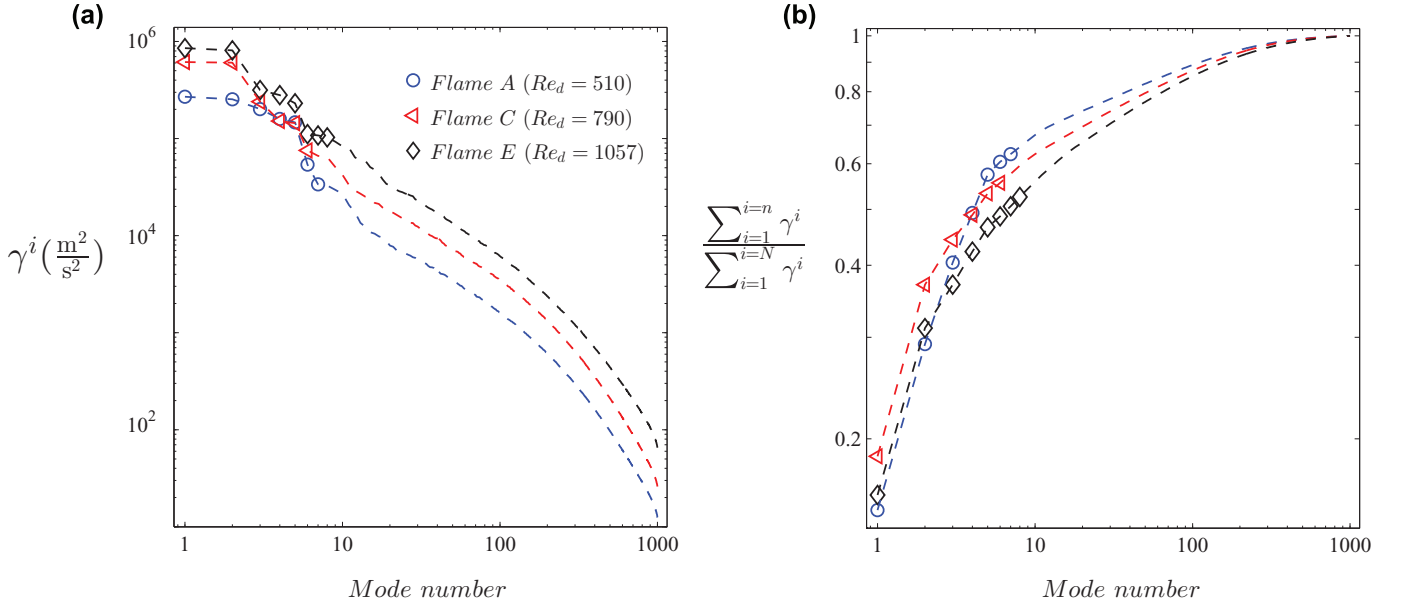 (a)
10^6
10^4
10^2
γ^i (m^2/s^2)
Flame A (Re_d = 510)
Flame C (Re_d = 790)
Flame E (Re_d = 1057)
1 10 100 1000
Mode number
(b)
1
0.8
0.6
0.4
0.2
∑_{i=1}^{i=n} γ^i
∑_{i=1}^{i=N} γ^i
1 10 100 1000
Mode number